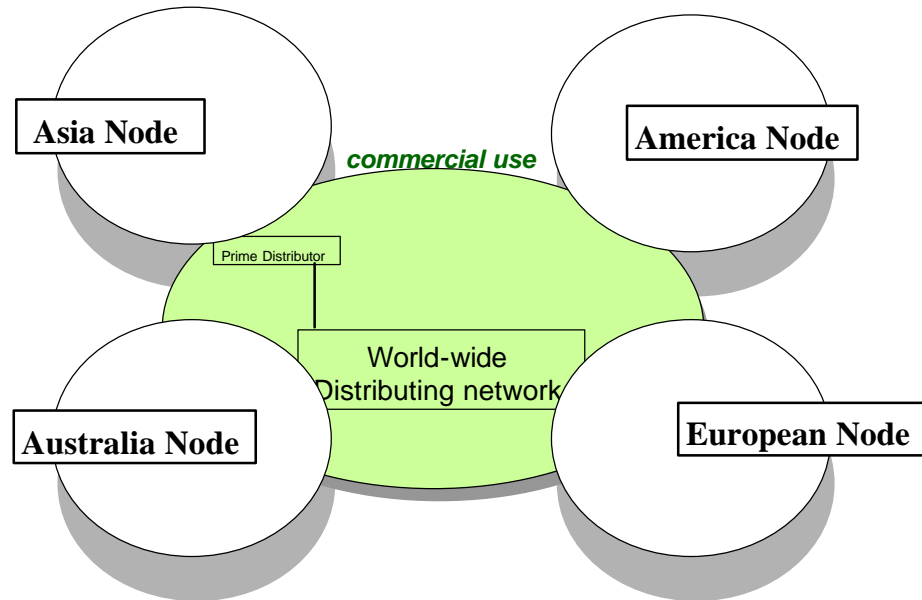 Asia Node
America Node
commercial use
Prime Distributor
World-wide
Distributing network
Australia Node
European Node